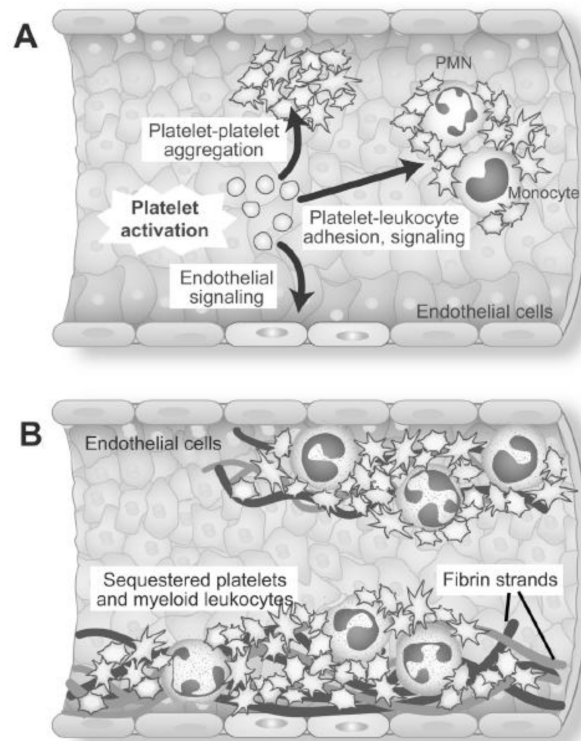 A
PMN
Platelet-platelet
aggregation
Platelet
activation
Monocyte
Platelet-leukocyte
adhesion, signaling
Endothelial
signaling
Endothelial cells
B
Endothelial cells
Sequestered platelets
and myeloid leukocytes
Fibrin strands